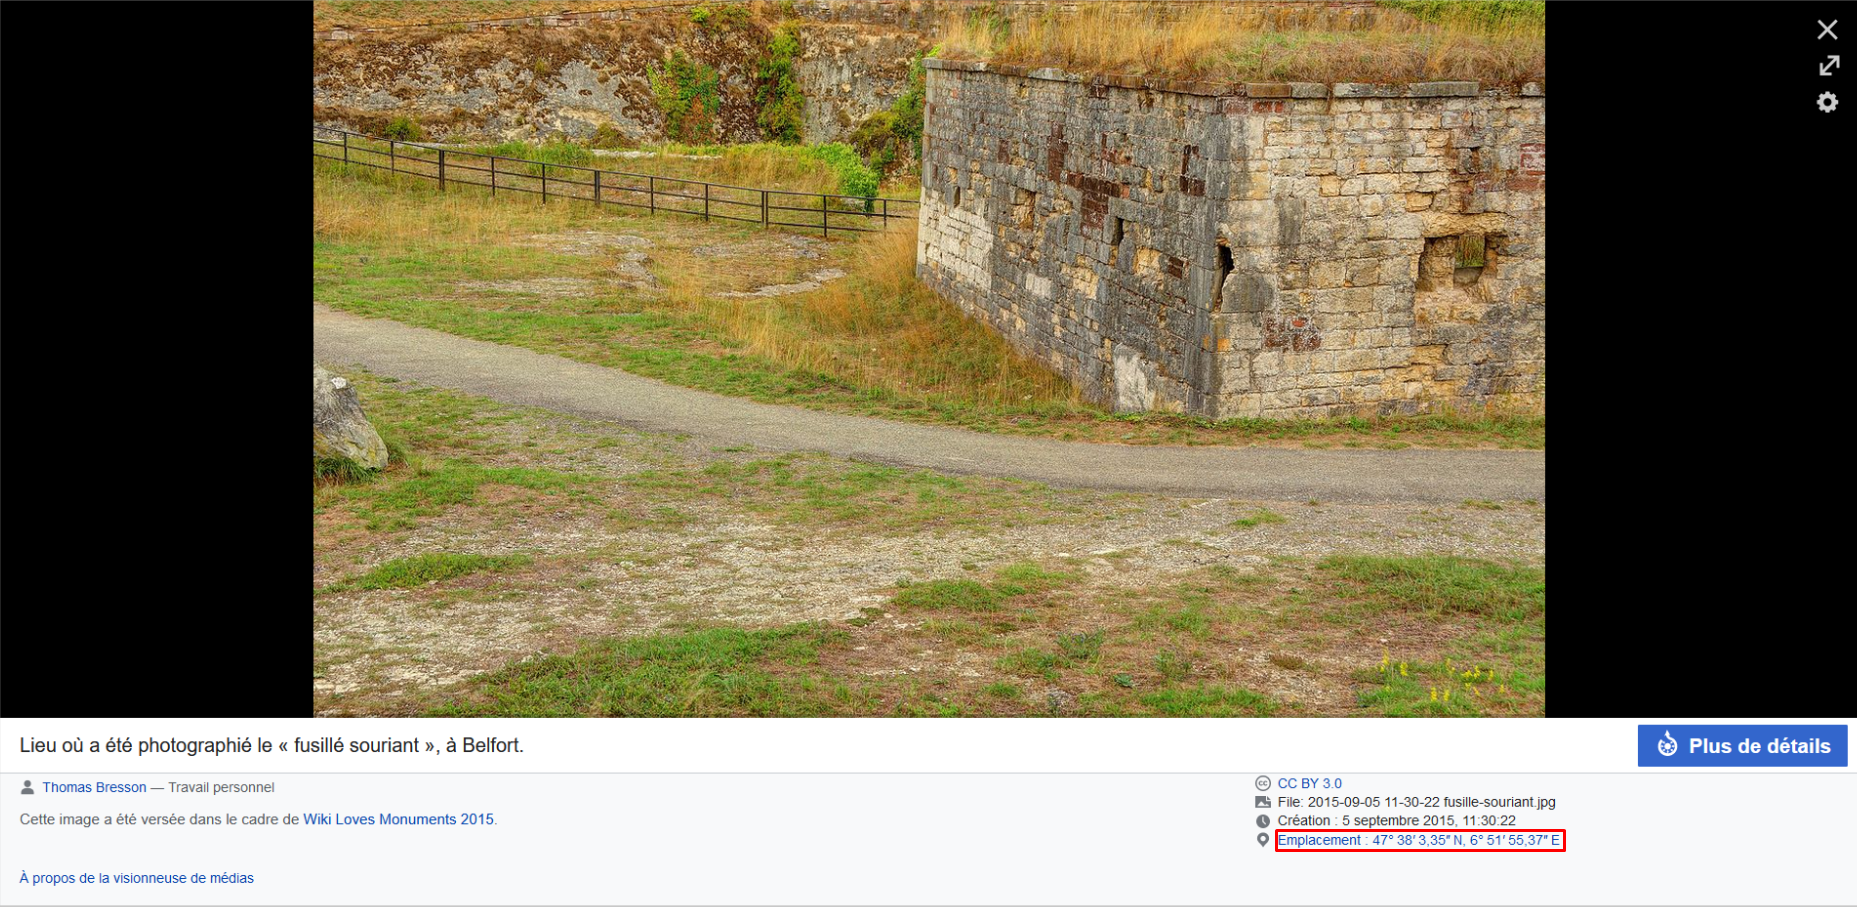 Lieu où a été photographié le « fusillé souriant », à Belfort.
Plus de détails
Thomas Bresson — Travail personnel
Cette image a été versée dans le cadre de Wiki Loves Monuments 2015.
À propos de la visionneuse de médias
CC BY 3.0
File: 2015-09-05 11-30-22 fusille-souriant.jpg
Création : 5 septembre 2015, 11:30:22
Emplacement : 47° 38′ 3,35″ N, 6° 51′ 55,37″ E